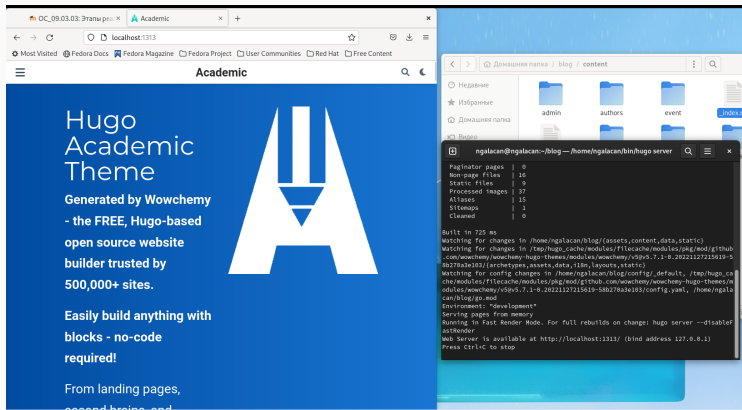 ОС_09.03.03: Этапы реа. ×
Academic ×
+
×
localhost:1313
Most Visited
Fedora Docs
Fedora Magazine
Fedora Project
User Communities
Red Hat
Free Content
Academic
Hugo
Academic
Theme
Generated by Wowchemy
- the FREE, Hugo-based
open source website
builder trusted by
500,000+ sites.
Easily build anything with
blocks - no-code
required!
From landing pages,
second brains, and
Домашняя папка / blog / content
Недавние
Избранные
Домашняя папка
Видео
admin
authors
event
ngalacan@ngalacan:~/blog — /home/ngalacan/bin/hugo server
Paginator pages | 0
Non-page files | 16
Static files | 9
Processed images | 37
Aliases | 15
Sitemaps | 1
Cleaned | 0
Built in 725 ms
Watching for changes in /home/ngalacan/blog/{assets,content,data,static}
Watching for changes in /tmp/hugo_cache/modules/filecache/modules/pkg/mod/github
.com/wowchemy/wowchemy-hugo-themes/modules/wowchemy/v5@v5.7.1-0.20221127215619-5
8b270a3e103/{archetypes,assets,data,i18n,layouts,static}
Watching for config changes in /home/ngalacan/blog/config/_default, /tmp/hugo_ca
che/modules/filecache/modules/pkg/mod/github.com/wowchemy/wowchemy-hugo-themes/m
odules/wowchemy/v5@v5.7.1-0.20221127215619-58b270a3e103/config.yaml, /home/ngala
can/blog/go.mod
Environment: "development"
Serving pages from memory
Running in Fast Render Mode. For full rebuilds on change: hugo server --disableF
astRender
Web Server is available at http://localhost:1313/ (bind address 127.0.0.1)
Press Ctrl+C to stop